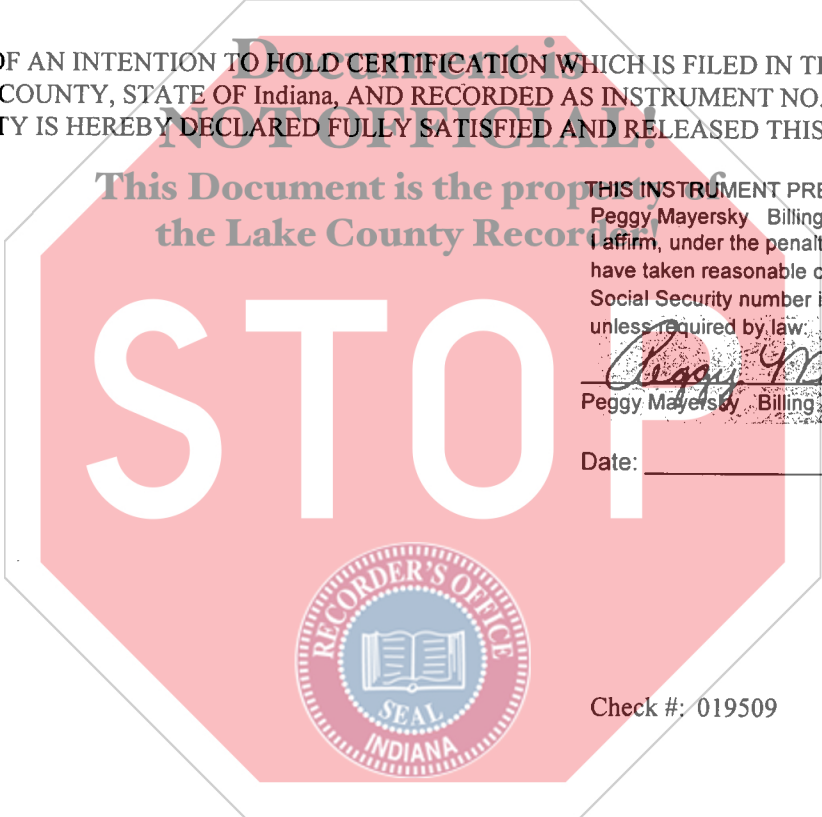 OF AN INTENTION TO HOLD CERTIFICATION WHICH IS FILED IN
COUNTY, STATE OF Indiana, AND RECORDED AS INSTRUMENT NO.
TY IS HEREBY DECLARED FULLY SATISFIED AND RELEASED THIS
Document is
NOT OFFICIAL!
This Document is the property of
the Lake County Recorder!
THIS INSTRUMENT PRE
Peggy Mayersky Billing
I affirm, under the penalt
have taken reasonable
Social Security number
unless required by law.
Peggy
Peggy Mayersky Billing
Date:
STOP
RECORDER'S OFFICE
SEAL
INDIANA
Check #: 019509